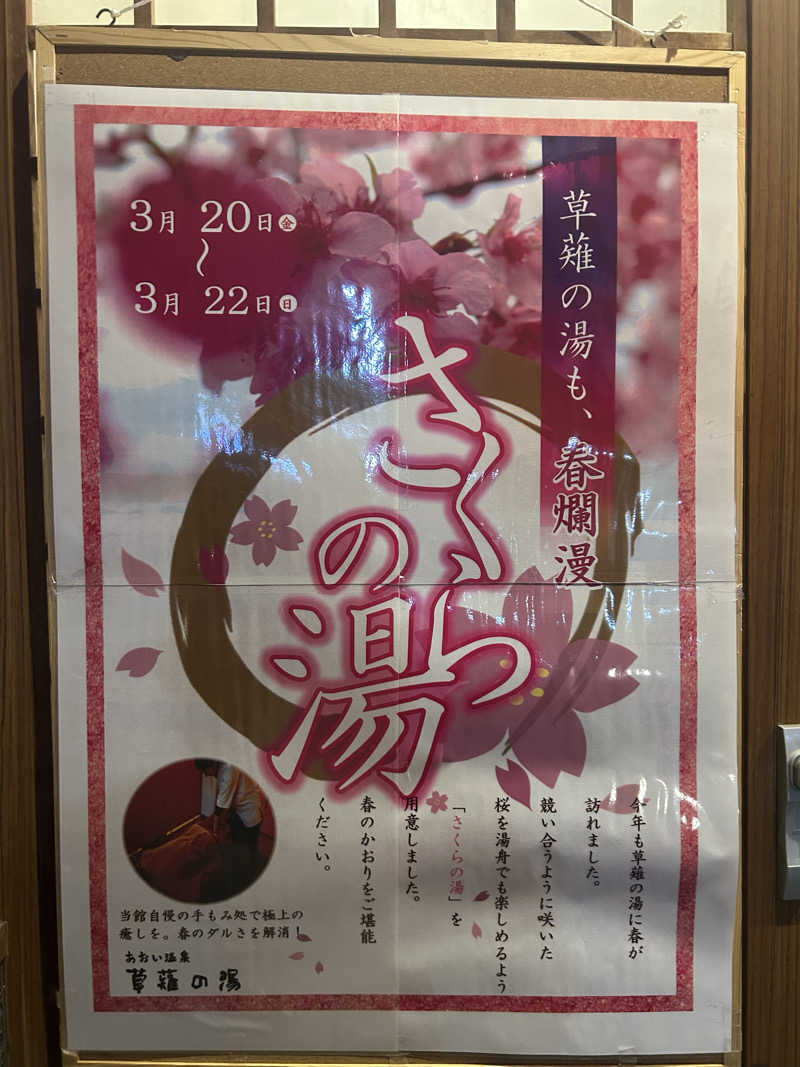 3月 20日㊎
〜
3月 22日㊐
草薙の湯も、春爛漫
さくら
の湯
今年も草薙の湯に春が
訪れました。
競い合うように咲いた
桜を湯舟でも楽しめるよう
「さくらの湯」を
用意しました。
春のかおりをご堪能
ください。
当館自慢の手もみ処で極上の
癒しを。春のダルさを解消！
あおい温泉
草薙の湯